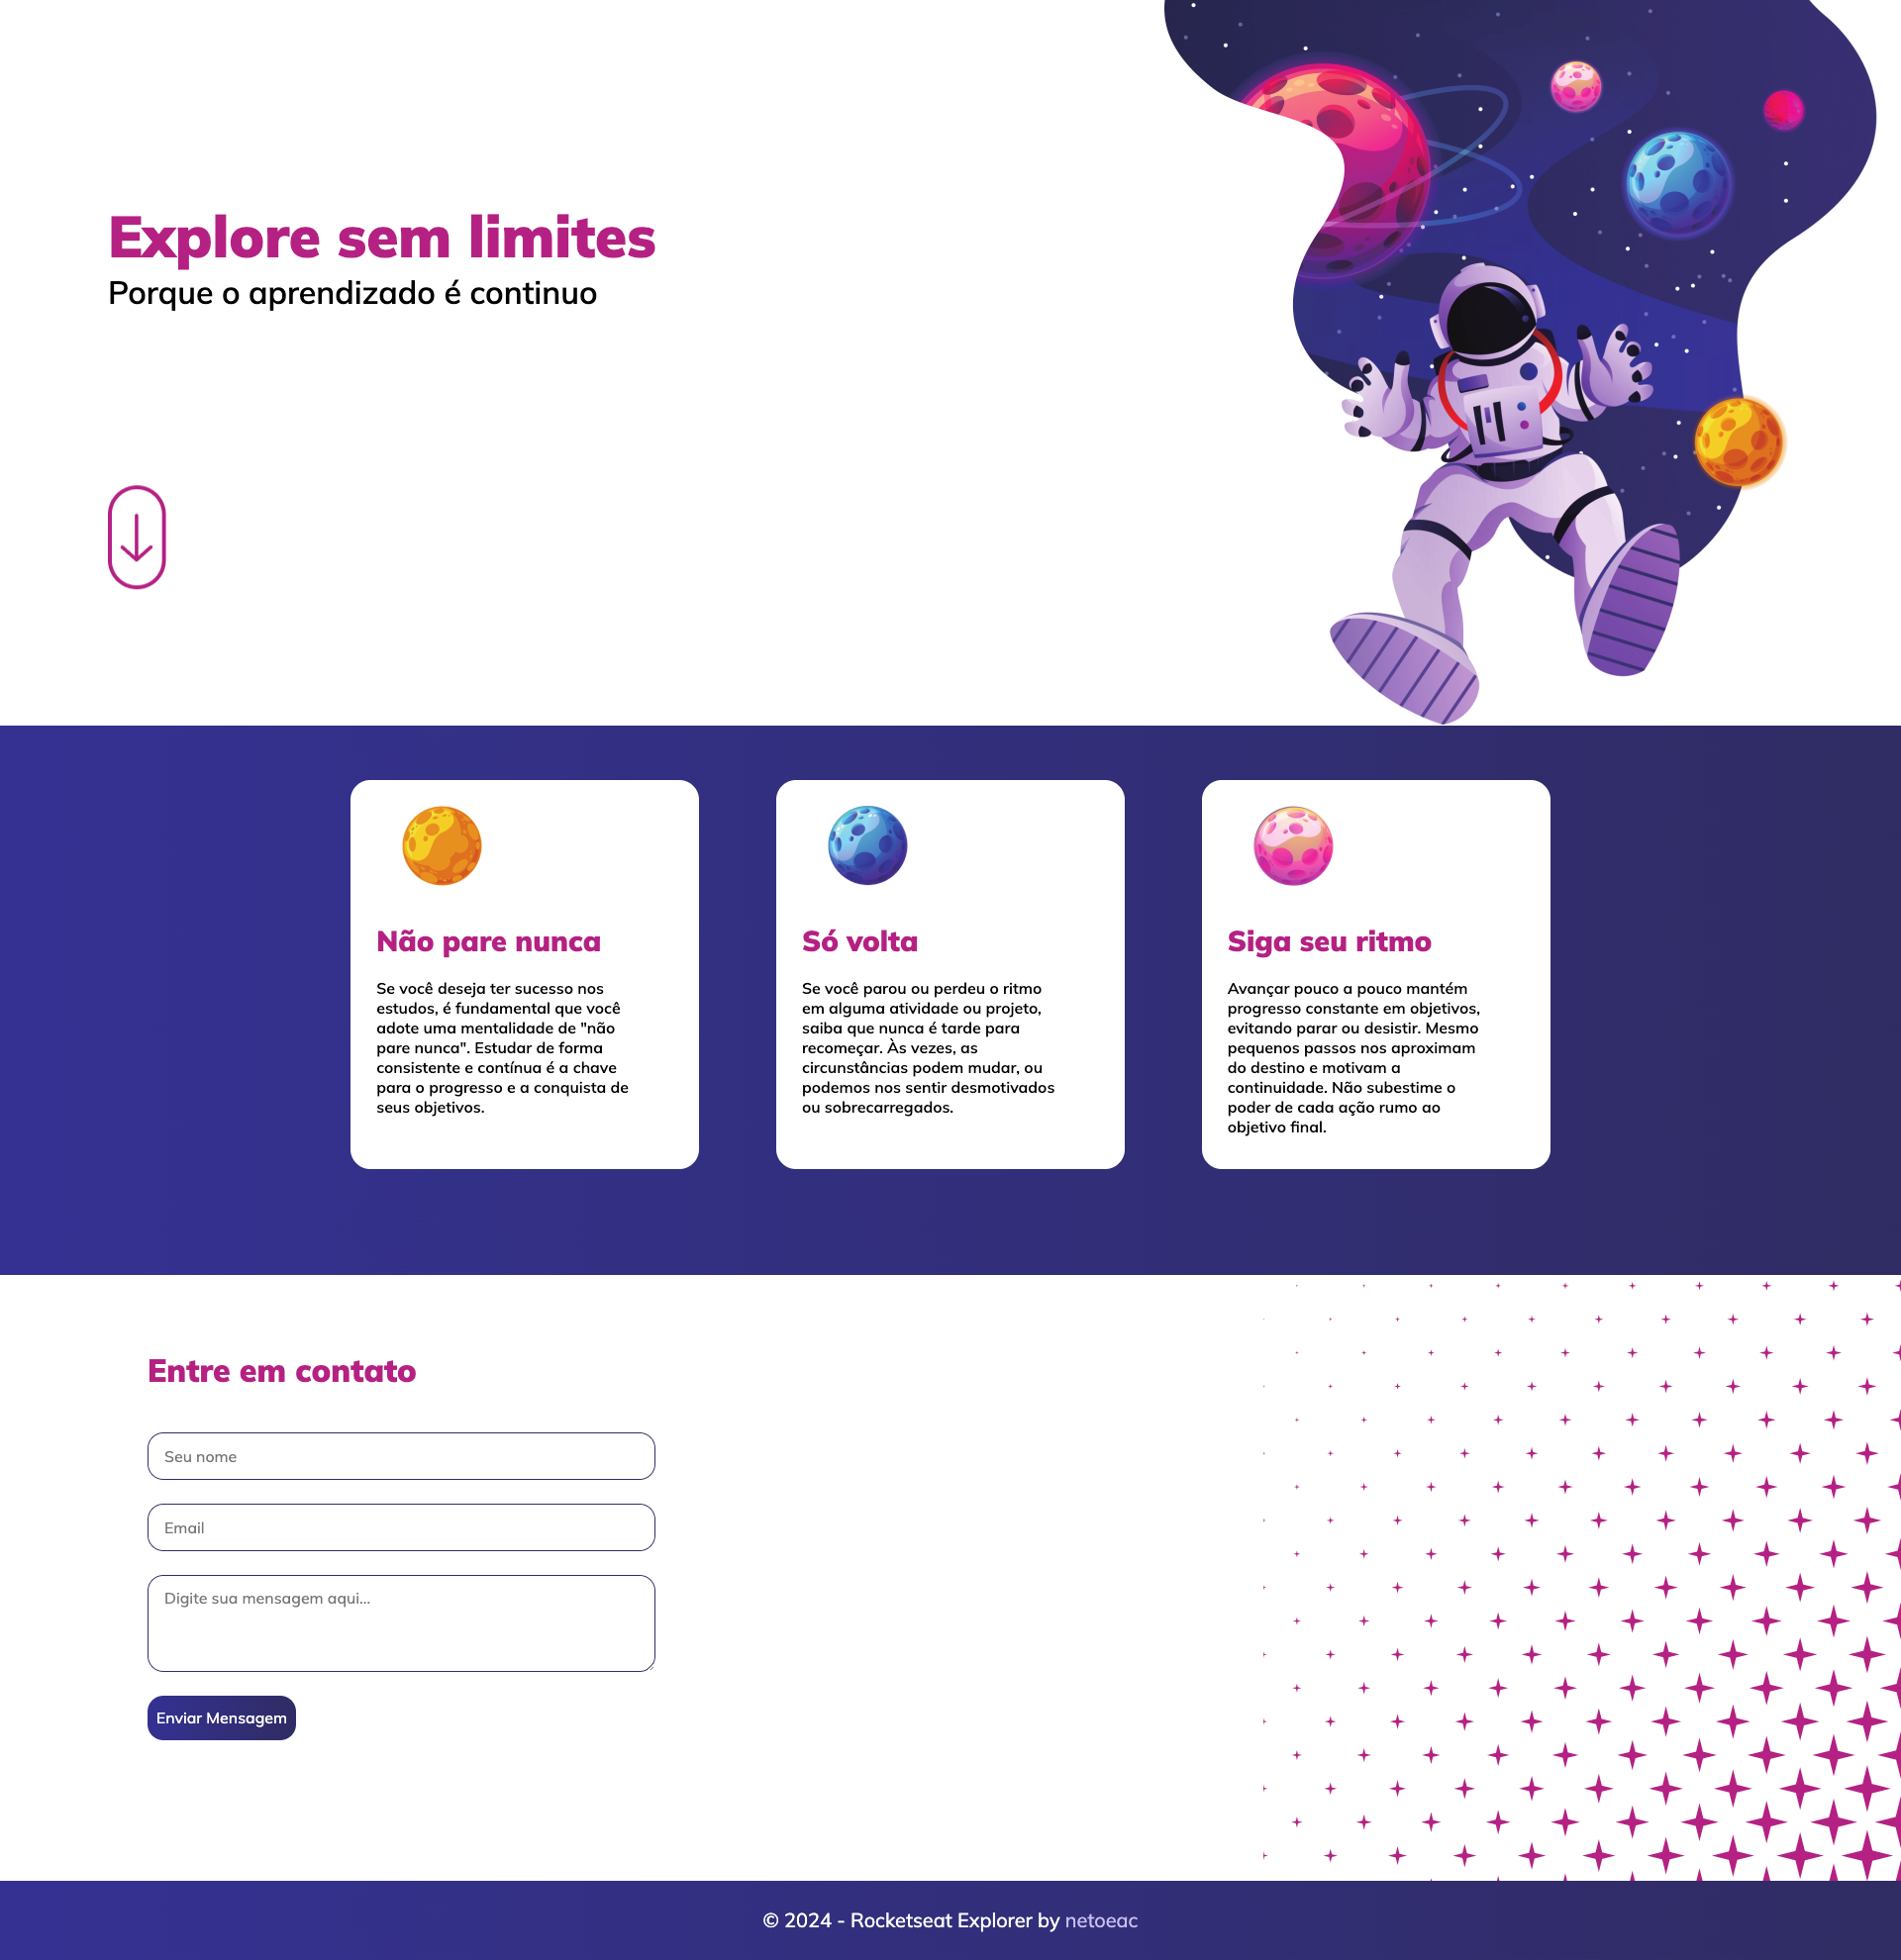 Explore sem limites
Porque o aprendizado é continuo
Não pare nunca
Se você deseja ter sucesso nos
estudos, é fundamental que você
adote uma mentalidade de "não
pare nunca". Estudar de forma
consistente e contínua é a chave
para o progresso e a conquista de
seus objetivos.
Só volta
Se você parou ou perdeu o ritmo
em alguma atividade ou projeto,
saiba que nunca é tarde para
recomeçar. Às vezes, as
circunstâncias podem mudar, ou
podemos nos sentir desmotivados
ou sobrecarregados.
Siga seu ritmo
Avançar pouco a pouco mantém
progresso constante em objetivos,
evitando parar ou desistir. Mesmo
pequenos passos nos aproximam
do destino e motivam a
continuidade. Não subestime o
poder de cada ação rumo ao
objetivo final.
Entre em contato
Seu nome
Email
Digite sua mensagem aqui...
Enviar Mensagem
© 2024 - Rocketseat Explorer by netoeac